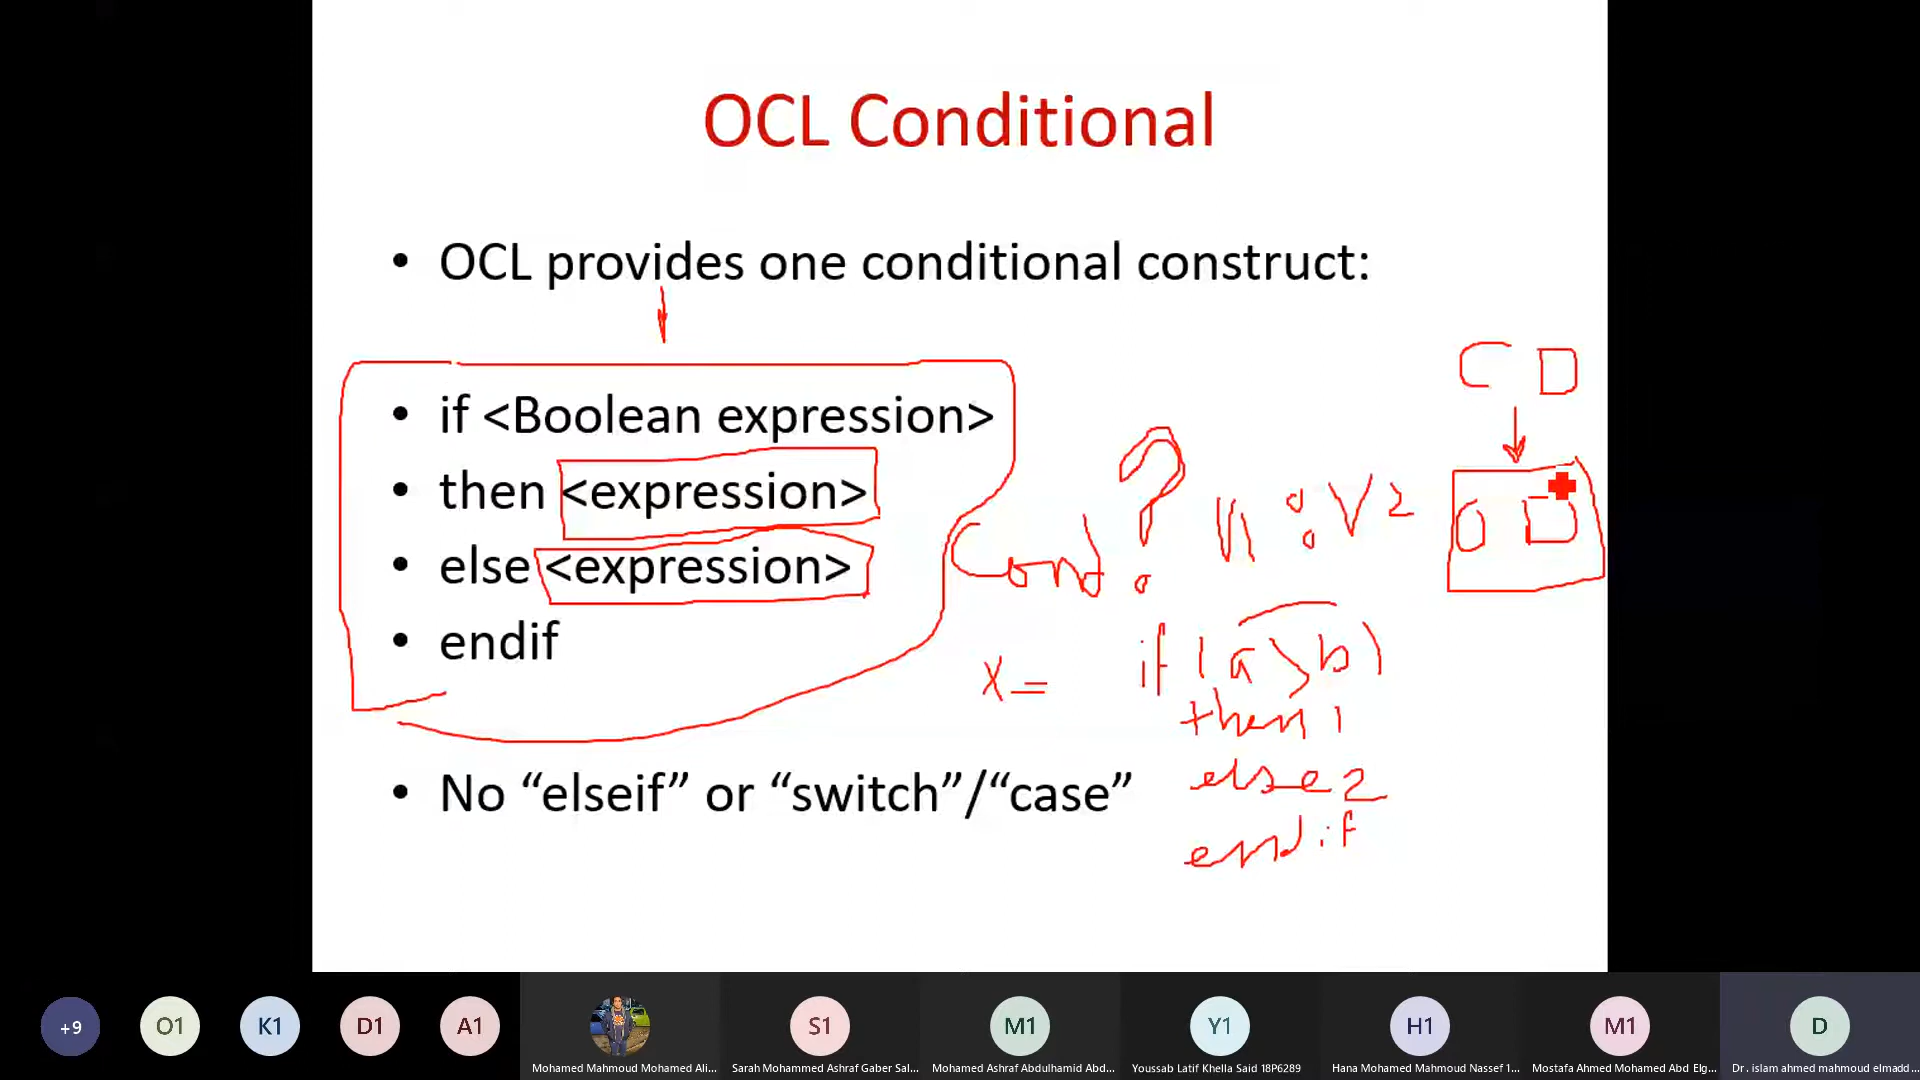 OCL Conditional
• OCL provides one conditional construct:
• if <Boolean expression>
• then <expression>
• else <expression>
• endif
• No “elseif” or “switch”/“case”
C D
O D
Cond. ? V1 : V2
x = if (a>b)
then 1
else 2
endif
+9
O1
K1
D1
A1
Mohamed Mahmoud Mohamed Ali...
S1
Sarah Mohammed Ashraf Gaber Sal...
M1
Mohamed Ashraf Abdulhamid Abd...
Y1
Youssab Latif Khella Said 18P6289
H1
Hana Mohamed Mahmoud Nassef 1...
M1
Mostafa Ahmed Mohamed Abd Elg...
D
Dr. islam ahmed mahmoud elmadd...